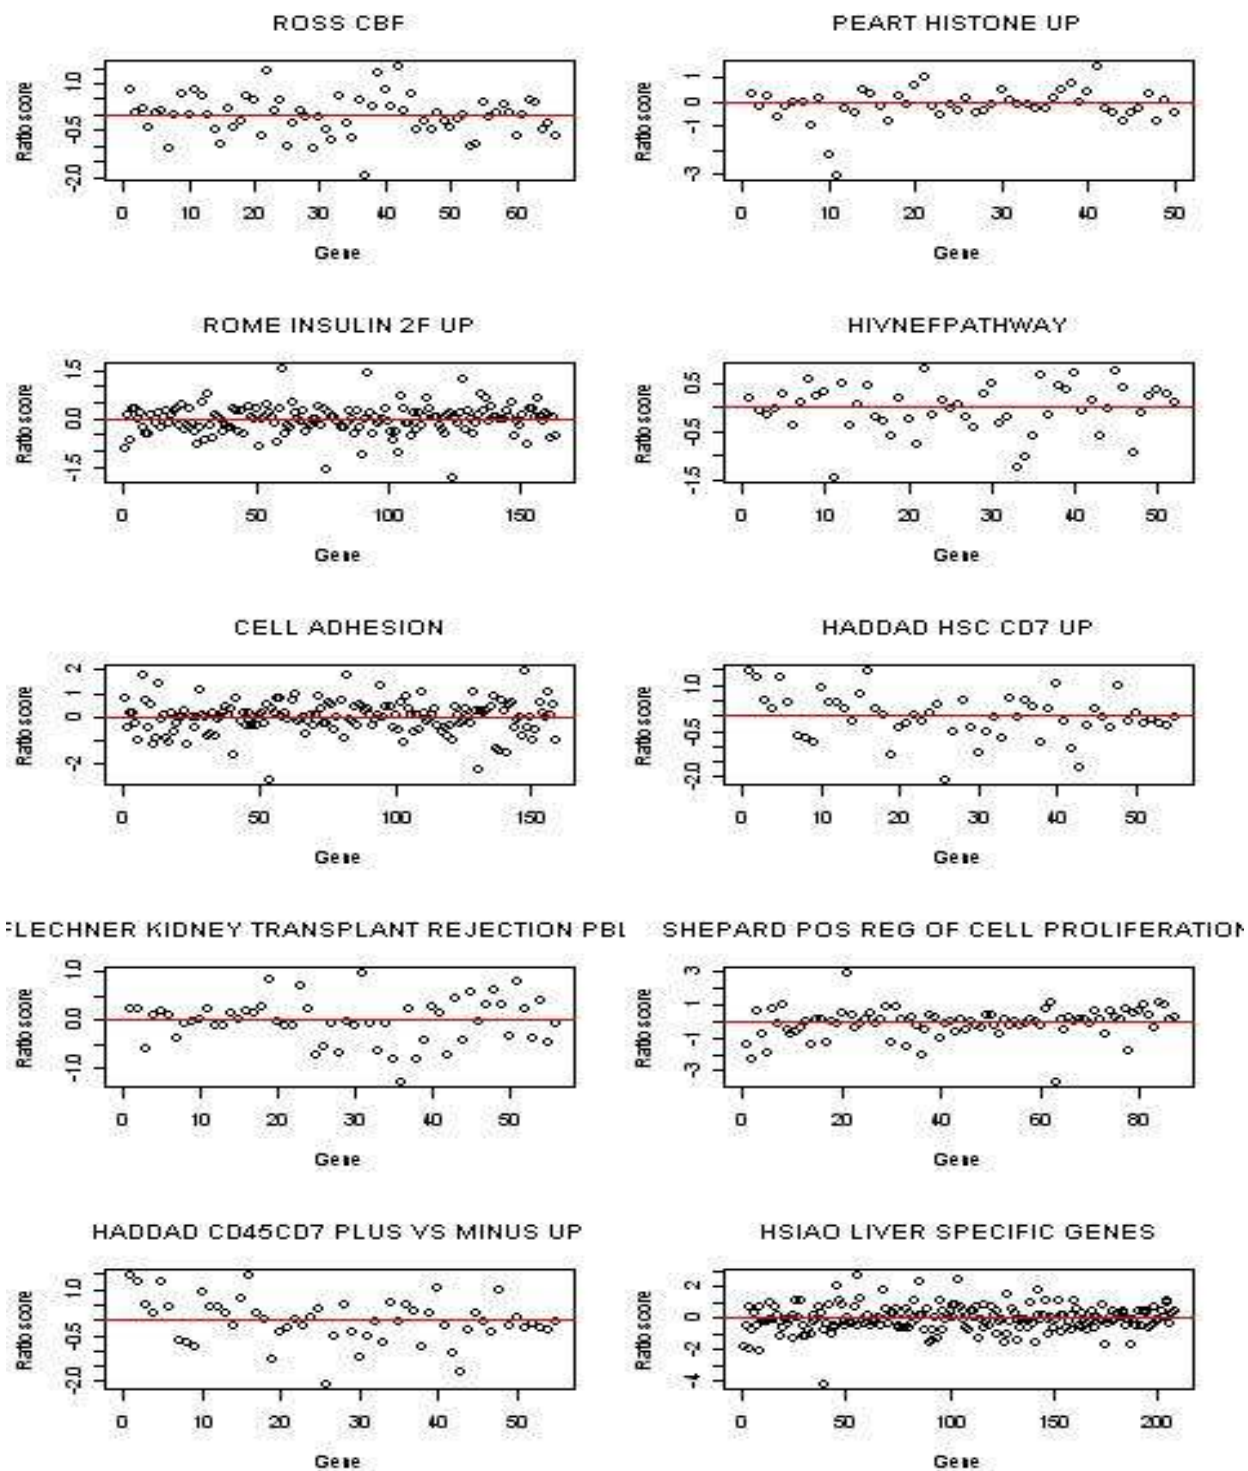 ROSS CBF
Ratio score
1.0
-0.5
-2.0
0 10 20 30 40 50 60
Gene
PEART HISTONE UP
Ratio score
1
0
-1
-3
0 10 20 30 40 50
Gene
ROME INSULIN 2F UP
Ratio score
1.5
0.0
-1.5
0 50 100 150
Gene
HIVNEFPATHWAY
Ratio score
0.5
-0.5
-1.5
0 10 20 30 40 50
Gene
CELL ADHESION
Ratio score
2
0
-2
0 50 100 150
Gene
HADDAD HSC CD7 UP
Ratio score
1.0
-0.5
-2.0
0 10 20 30 40 50
Gene
FLECHNER KIDNEY TRANSPLANT REJECTION PBL
Ratio score
1.0
0.0
-1.0
0 10 20 30 40 50
Gene
SHEPARD POS REG OF CELL PROLIFERATION
Ratio score
3
1
-1
-3
0 20 40 60 80
Gene
HADDAD CD45CD7 PLUS VS MINUS UP
Ratio score
1.0
-0.5
-2.0
0 10 20 30 40 50
Gene
HSIAO LIVER SPECIFIC GENES
Ratio score
2
0
-2
-4
0 50 100 150 200
Gene